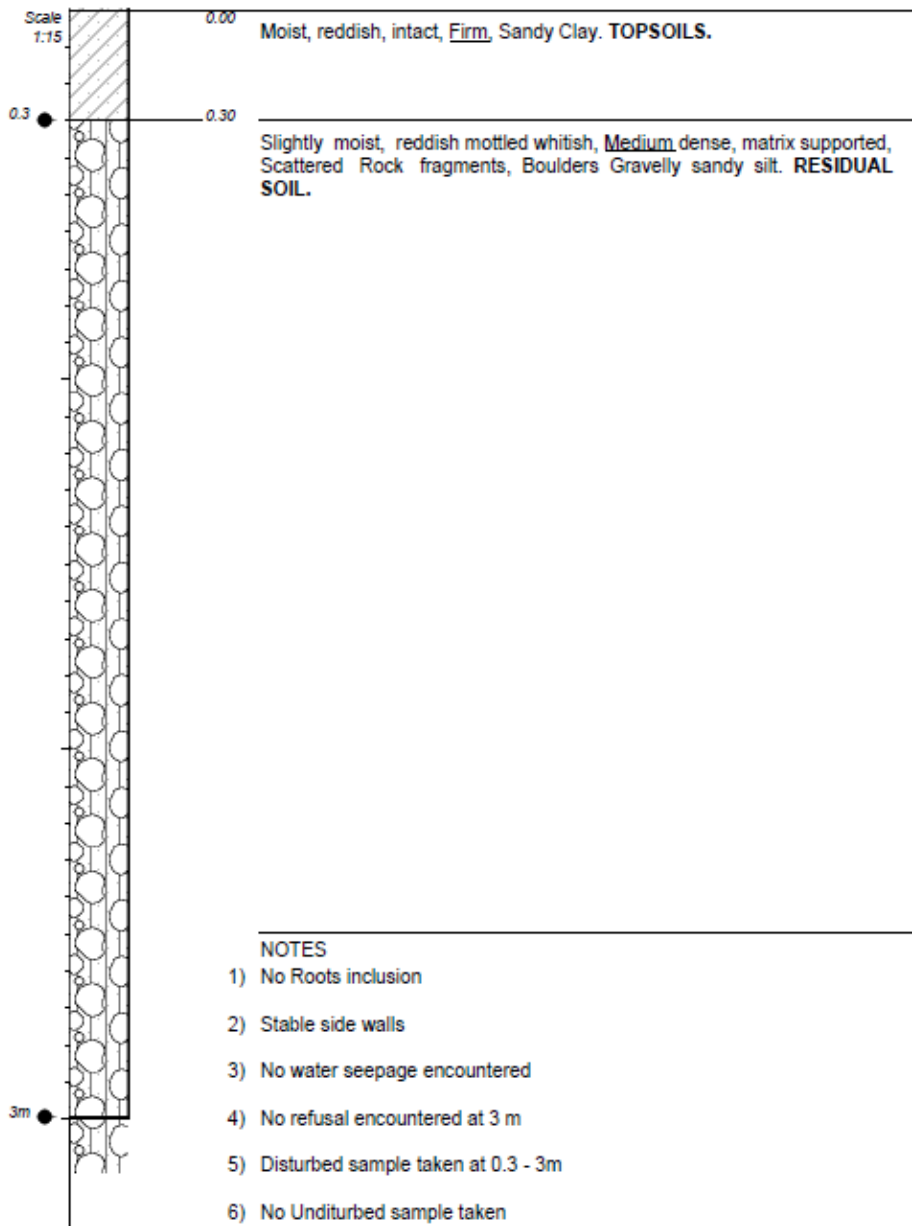 Scale
1:15
0.00
Moist, reddish, intact, Firm, Sandy Clay. TOPSOILS.
0.3
0.30
Slightly moist, reddish mottled whitish, Medium dense, matrix supported,
Scattered Rock fragments, Boulders Gravelly sandy silt. RESIDUAL
SOIL.
NOTES
1) No Roots inclusion
2) Stable side walls
3) No water seepage encountered
3m
4) No refusal encountered at 3 m
5) Disturbed sample taken at 0.3 - 3m
6) No Unditurbed sample taken